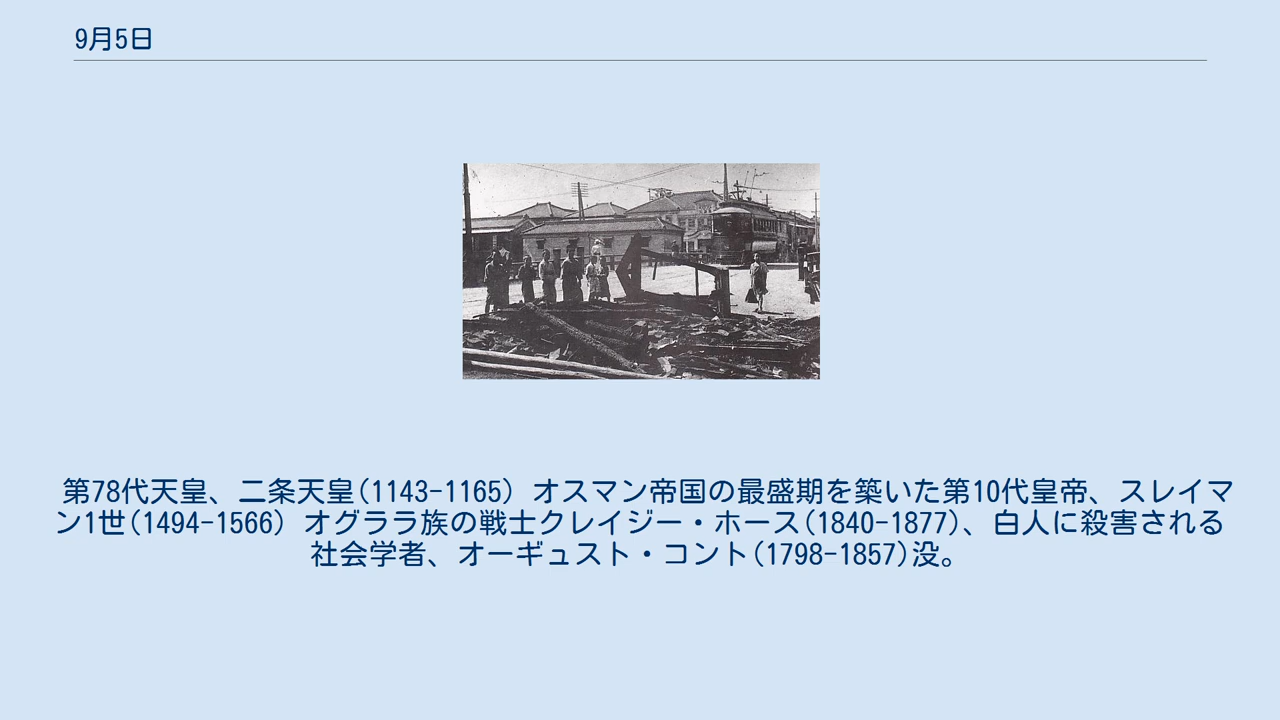 9月5日
第78代天皇、二条天皇(1143-1165) オスマン帝国の最盛期を築いた第10代皇帝、スレイマ
ン1世(1494-1566) オグララ族の戦士クレイジー・ホース(1840-1877)、白人に殺害される
社会学者、オーギュスト・コント(1798-1857)没。